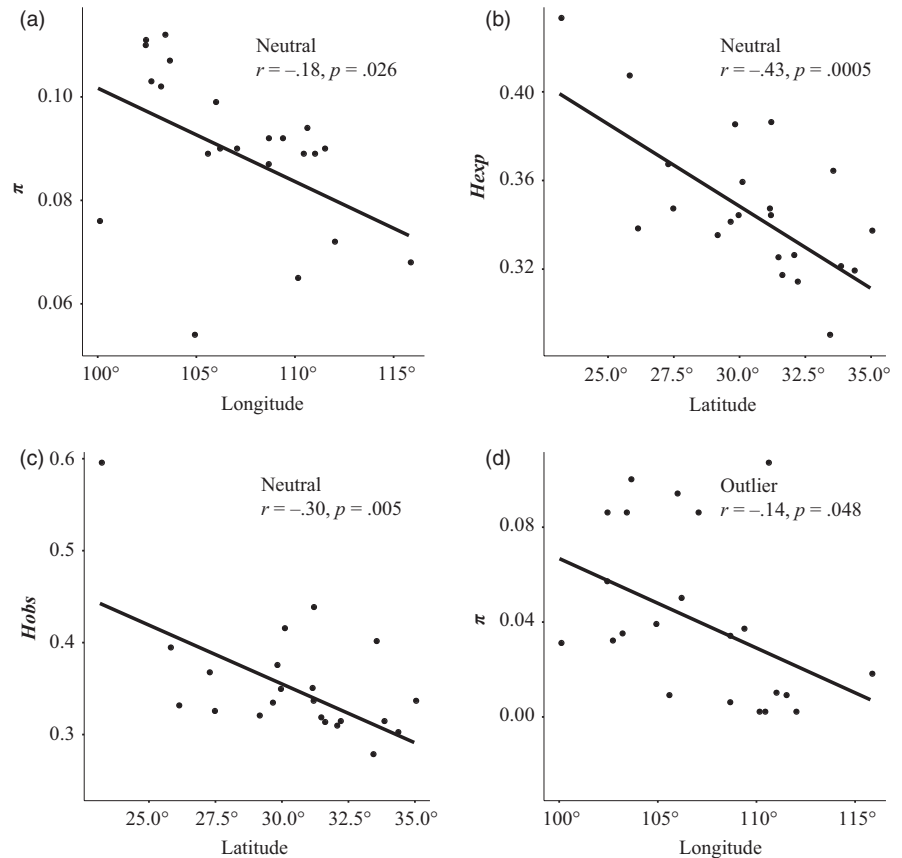 (a)
Neutral
r = –.18, p = .026
0.10
0.08
0.06
π
100° 105° 110° 115°
Longitude
(b)
Neutral
r = –.43, p = .0005
0.40
0.36
0.32
Hexp
25.0° 27.5° 30.0° 32.5° 35.0°
Latitude
(c)
Neutral
r = –.30, p = .005
0.6
0.5
0.4
0.3
Hobs
25.0° 27.5° 30.0° 32.5° 35.0°
Latitude
(d)
Outlier
r = –.14, p = .048
0.08
0.04
0.00
π
100° 105° 110° 115°
Longitude